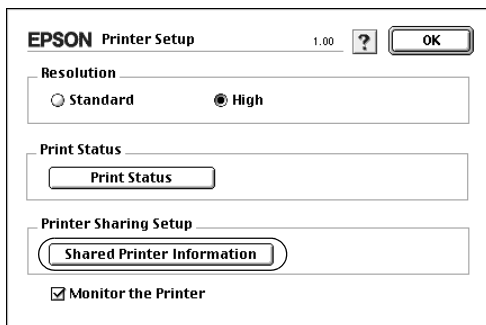 EPSON Printer Setup 1.00 ? OK
Resolution
Standard High
Print Status
Print Status
Printer Sharing Setup
Shared Printer Information
Monitor the Printer